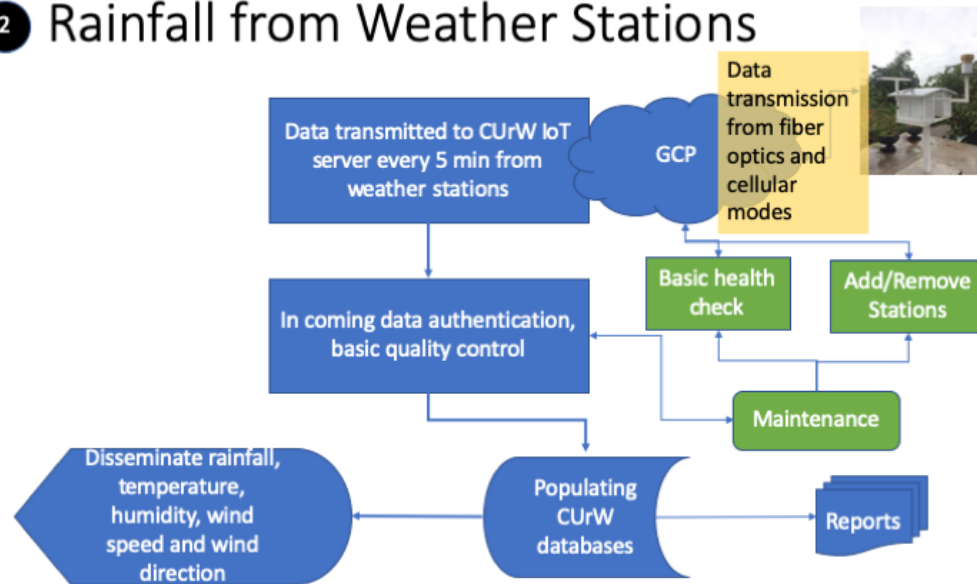 2 Rainfall from Weather Stations
Data transmitted to CUrW IoT
server every 5 min from
weather stations
GCP
Data
transmission
from fiber
optics and
cellular
modes
Basic health
check
Add/Remove
Stations
In coming data authentication,
basic quality control
Maintenance
Disseminate rainfall,
temperature,
humidity, wind
speed and wind
direction
Populating
CUrW
databases
Reports